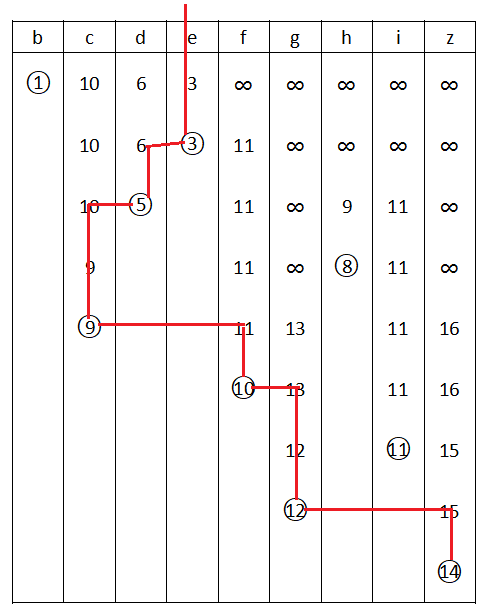 b c d e f g h i z
① 10 6 3 ∞ ∞ ∞ ∞ ∞
10 6 ③ 11 ∞ ∞ ∞ ∞
10 ⑤ 11 ∞ 9 11 ∞
9 11 ∞ ⑧ 11 ∞
⑨ 11 13 11 16
⑩ 13 11 16
12 ⑪ 15
⑫ 15
⑭